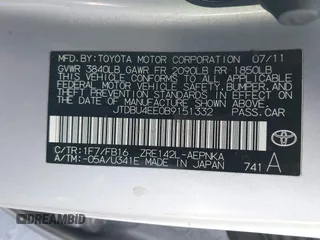 MFD. BY: TOYOTA MOTOR CORPORATION 07/11
GVWR 3840LB GAWR FR 2090LB RR 1850LB
THIS VEHICLE CONFORMS TO ALL APPLICABLE
FEDERAL MOTOR VEHICLE SAFETY, BUMPER, AND
THEFT PREVENTION STANDARDS IN EFFECT ON
THE DATE OF MANUFACTURE SHOWN ABOVE.
JTDBU4EE0B9151332 PASS.CAR
C/TR: 1F7/FB16 ZRE142L-AEPNKA
A/TM: -05A/U341E MADE IN JAPAN 741 A
TOYOTA
DREAMBID